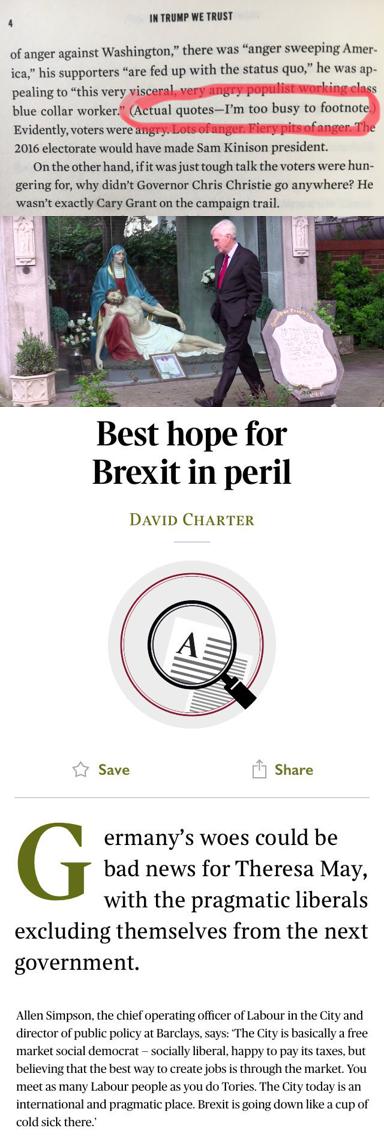 4
IN TRUMP WE TRUST
of anger against Washington,” there was “anger sweeping Amer-
ica,” his supporters “are fed up with the status quo,” he was ap-
pealing to “this very visceral, very angry populist working class
blue collar worker.” (Actual quotes—I’m too busy to footnote.)
Evidently, voters were angry. Lots of anger. Fiery pits of anger. The
2016 electorate would have made Sam Kinison president.
On the other hand, if it was just tough talk the voters were hun-
gering for, why didn’t Governor Chris Christie go anywhere? He
wasn’t exactly Cary Grant on the campaign trail.
Best hope for
Brexit in peril
DAVID CHARTER
A
Save
Share
Germany’s woes could be
bad news for Theresa May,
with the pragmatic liberals
excluding themselves from the next
government.
Allen Simpson, the chief operating officer of Labour in the City and
director of public policy at Barclays, says: ‘The City is basically a free
market social democrat – socially liberal, happy to pay its taxes, but
believing that the best way to create jobs is through the market. You
meet as many Labour people as you do Tories. The City today is an
international and pragmatic place. Brexit is going down like a cup of
cold sick there.’